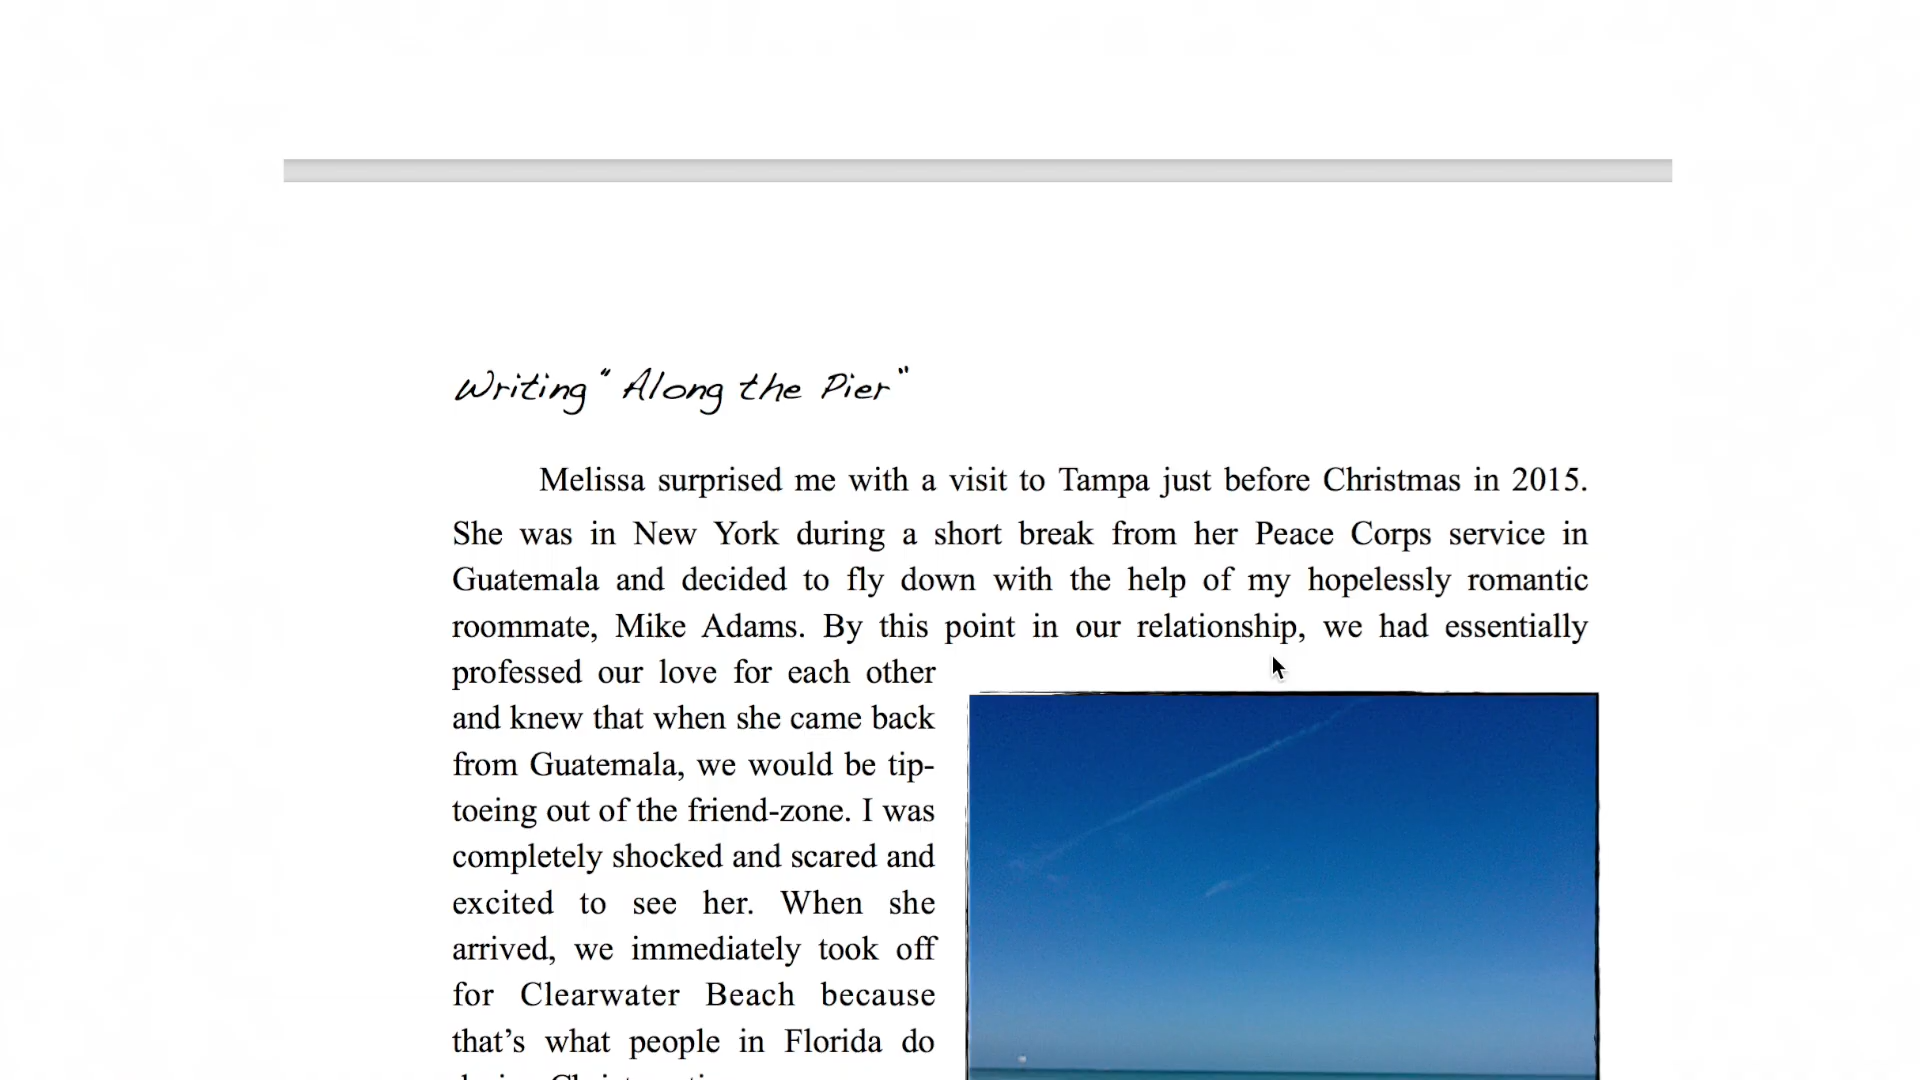 Writing "Along the Pier"
Melissa surprised me with a visit to Tampa just before Christmas in 2015.
She was in New York during a short break from her Peace Corps service in
Guatemala and decided to fly down with the help of my hopelessly romantic
roommate, Mike Adams. By this point in our relationship, we had essentially
professed our love for each other
and knew that when she came back
from Guatemala, we would be tip-
toeing out of the friend-zone. I was
completely shocked and scared and
excited to see her. When she
arrived, we immediately took off
for Clearwater Beach because
that’s what people in Florida do